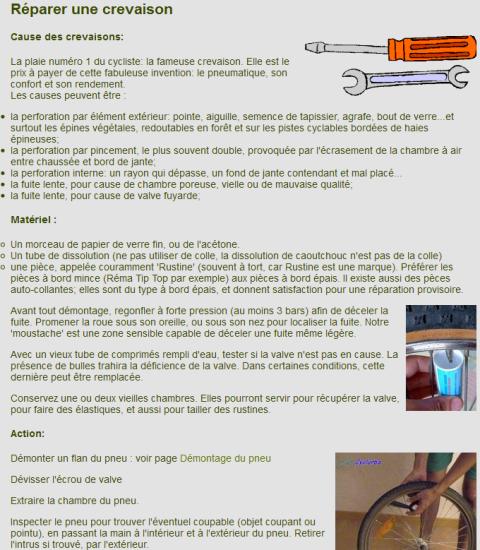 Réparer une crevaison
Cause des crevaisons:
La plaie numéro 1 du cycliste: la fameuse crevaison. Elle est le
prix à payer de cette fabuleuse invention: le pneumatique, son
confort et son rendement.
Les causes peuvent être :
la perforation par élément extérieur: pointe, aiguille, semence de tapissier, agrafe, bout de verre...et
surtout les épines végétales, redoutables en forêt et sur les pistes cyclables bordées de haies
épineuses;
la perforation par pincement, le plus souvent double, provoquée par l'écrasement de la chambre à air
entre chaussée et bord de jante;
la perforation interne: un rayon qui dépasse, un fond de jante contendant et mal placé...
la fuite lente, pour cause de chambre poreuse, vielle ou de mauvaise qualité;
la fuite lente, pour cause de valve fuyarde;
Matériel :
Un morceau de papier de verre fin, ou de l'acétone.
Un tube de dissolution (ne pas utiliser de colle, la dissolution de caoutchouc n'est pas de la colle)
une pièce, appelée couramment 'Rustine' (souvent à tort, car Rustine est une marque). Préférer les
pièces à bord mince (Réma Tip Top par exemple) aux pièces à bord épais. Il existe aussi des pièces
auto-collantes; elles sont du type à bord épais, et donnent satisfaction pour une réparation provisoire.
Avant tout démontage, regonfler à forte pression (au moins 3 bars) afin de déceler la
fuite. Promener la roue sous son oreille, ou sous son nez pour localiser la fuite. Notre
'moustache' est une zone sensible capable de déceler une fuite même légère.
Avec un vieux tube de comprimés rempli d'eau, tester si la valve n'est pas en cause. La
présence de bulles trahira la déficience de la valve. Dans certaines conditions, cette
dernière peut être remplacée.
Conservez une ou deux vieilles chambres. Elles pourront servir pour récupérer la valve,
pour faire des élastiques, et aussi pour tailler des rustines.
Action:
Démonter un flan du pneu : voir page Démontage du pneu
Dévisser l'écrou de valve
Extraire la chambre du pneu.
Inspecter le pneu pour trouver l'éventuel coupable (objet coupant ou
pointu), en passant la main à l'intérieur et à l'extérieur du pneu. Retirer
l'intrus si trouvé, par l'extérieur.